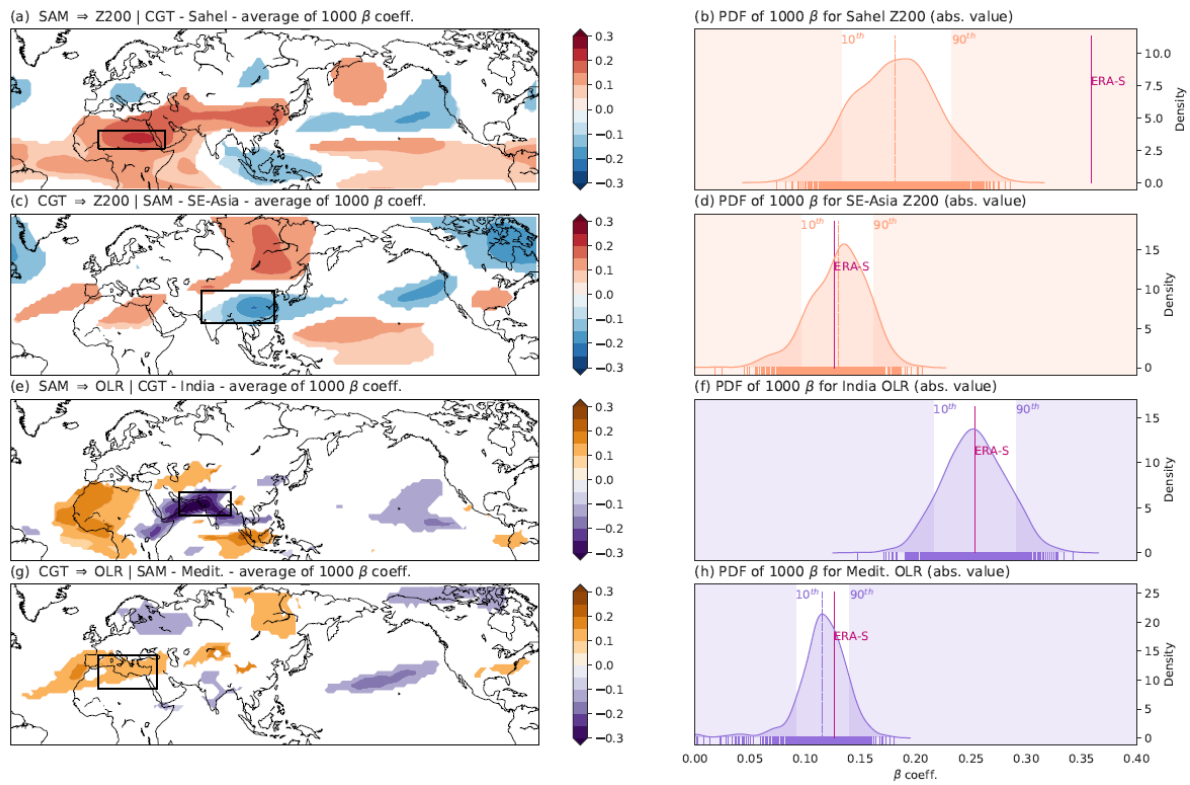 (a) SAM ⇒ Z200 | CGT - Sahel - average of 1000 β coeff.
0.3
0.2
0.1
0.0
−0.1
−0.2
−0.3
(b) PDF of 1000 β for Sahel Z200 (abs. value)
10th
90th
ERA-S
10.0
7.5
5.0
2.5
0.0
Density
(c) CGT ⇒ Z200 | SAM - SE-Asia - average of 1000 β coeff.
0.3
0.2
0.1
0.0
−0.1
−0.2
−0.3
(d) PDF of 1000 β for SE-Asia Z200 (abs. value)
10th
90th
ERA-S
15
10
5
0
Density
(e) SAM ⇒ OLR | CGT - India - average of 1000 β coeff.
0.3
0.2
0.1
0.0
−0.1
−0.2
−0.3
(f) PDF of 1000 β for India OLR (abs. value)
10th
90th
ERA-S
15
10
5
0
Density
(g) CGT ⇒ OLR | SAM - Medit. - average of 1000 β coeff.
0.3
0.2
0.1
0.0
−0.1
−0.2
−0.3
(h) PDF of 1000 β for Medit. OLR (abs. value)
10th
90th
ERA-S
25
20
15
10
5
0
Density
0.00 0.05 0.10 0.15 0.20 0.25 0.30 0.35 0.40
β coeff.